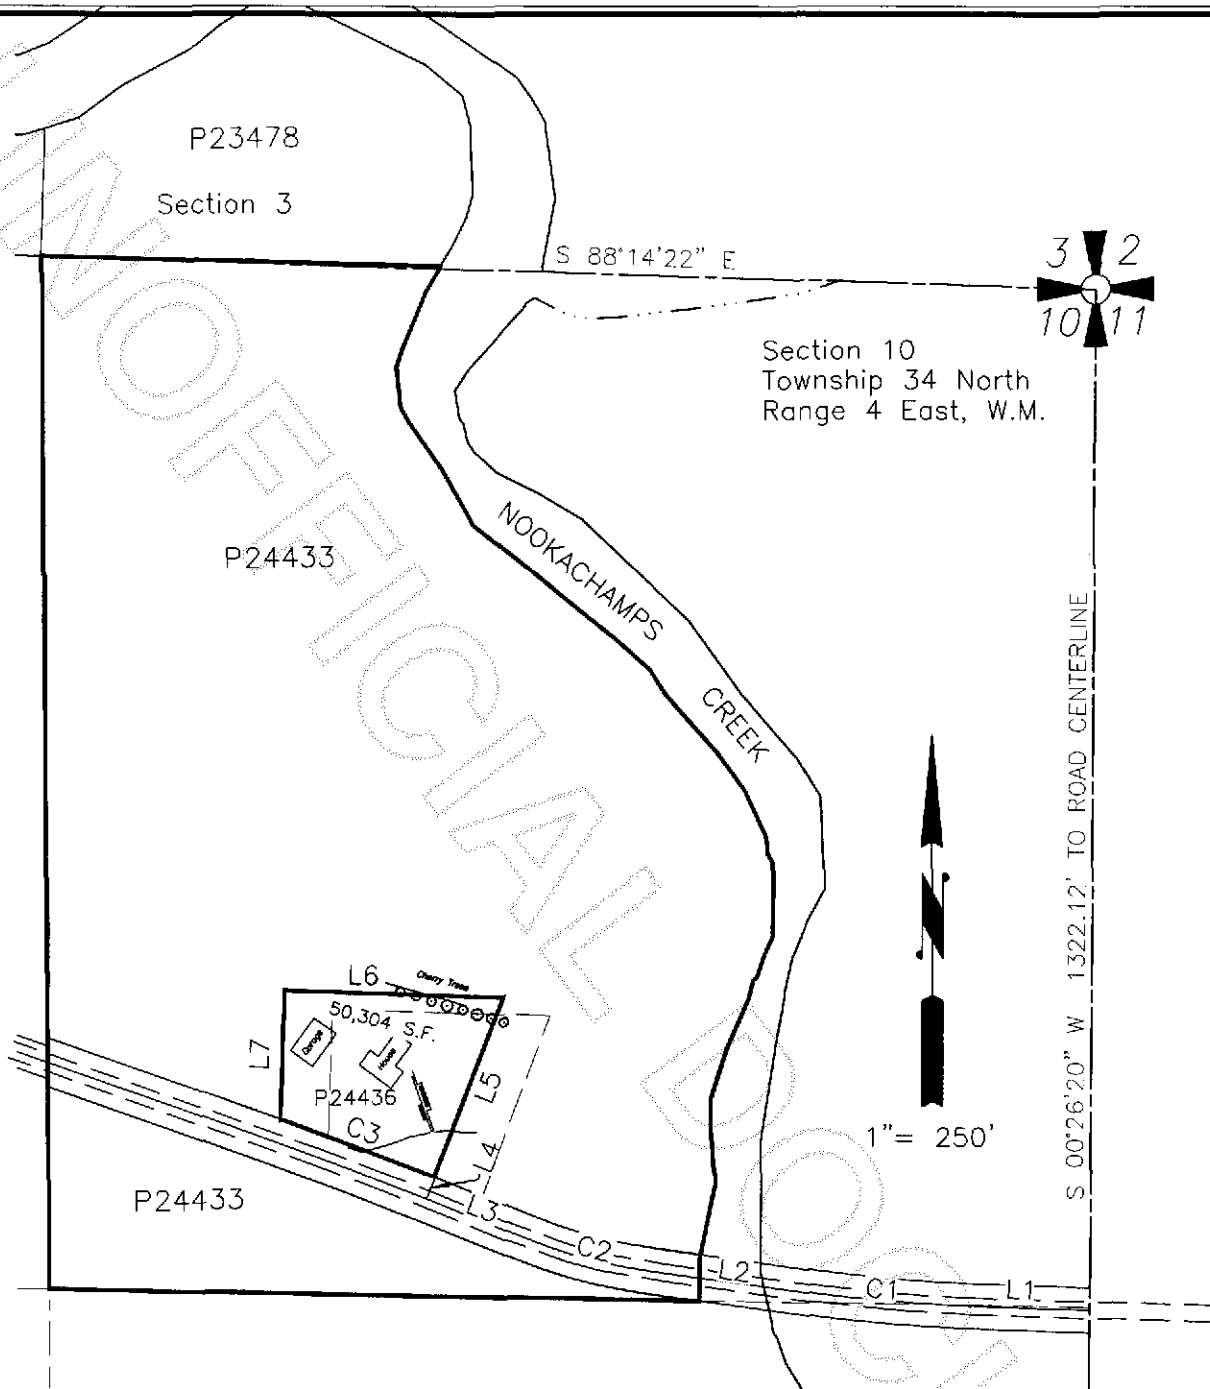 P23478
Section 3
S 88°14'22" E
3 2
10 11
Section 10
Township 34 North
Range 4 East, W.M.
P24433
NOOKACHAMPS
CREEK
S 00°26'20" W 1322.12' TO ROAD CENTERLINE
N
1"= 250'
L6
Cherry Trees
50,304 S.F.
Garage
House
L7
L5
P24436
C3
L4
L3
P24433
C2
L2
C1
L1
UNOFFICIAL DOC